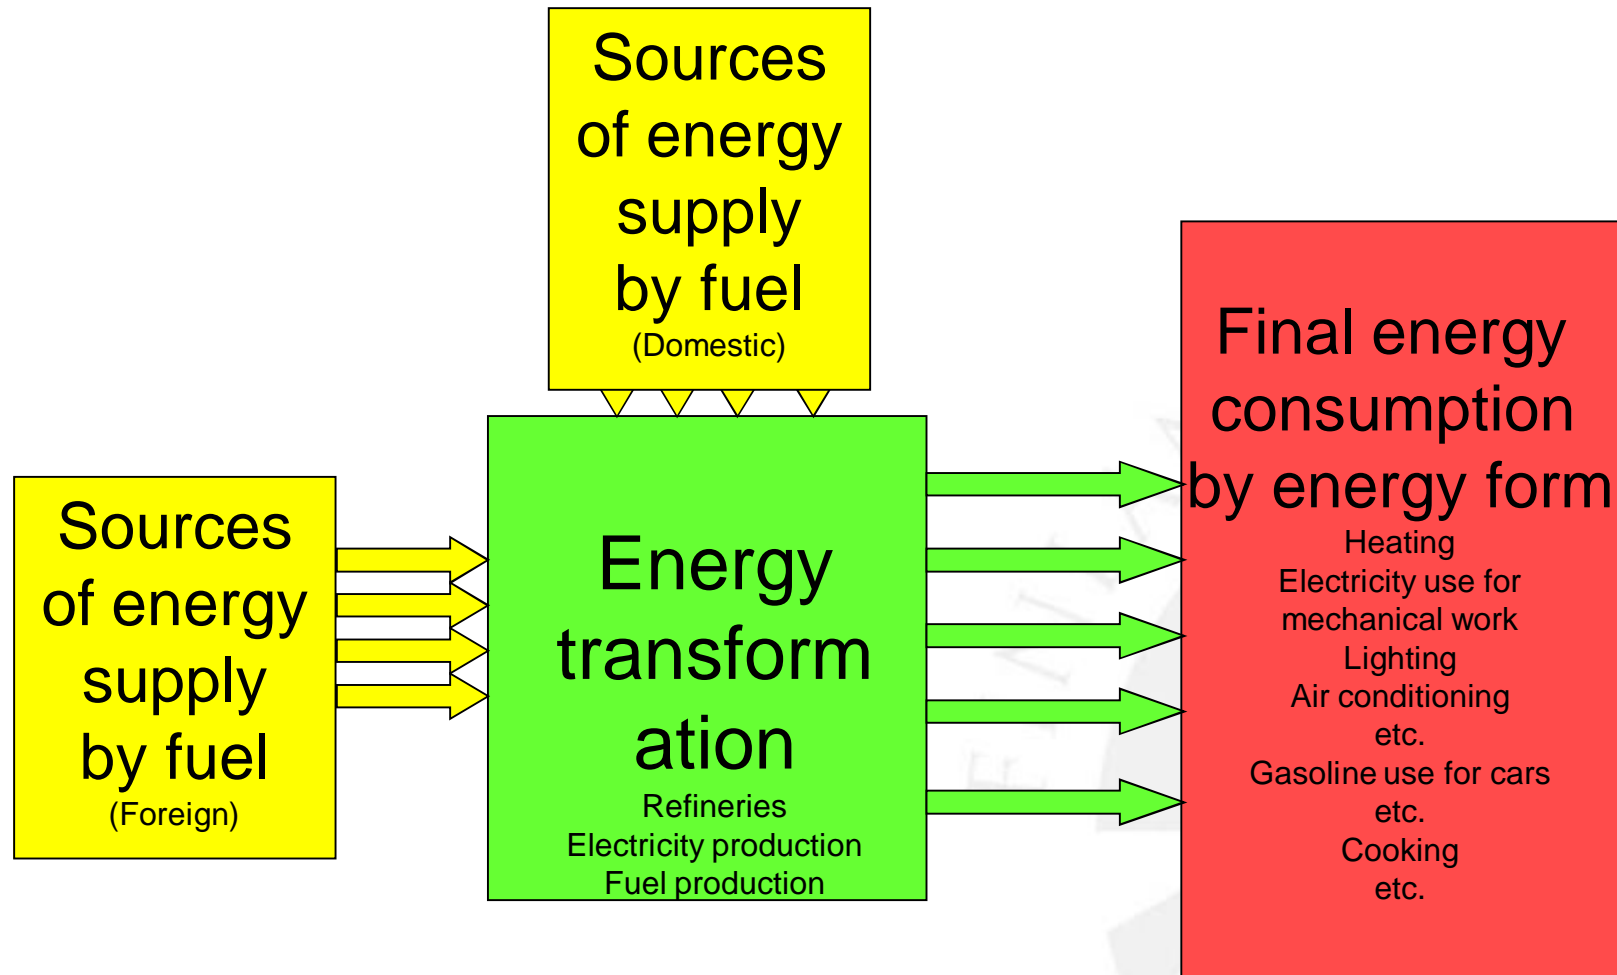 Sources
of energy
supply
by fuel
(Domestic)
Sources
of energy
supply
by fuel
(Foreign)
Energy
transform
ation
Refineries
Electricity production
Fuel production
Final energy
consumption
by energy form
Heating
Electricity use for
mechanical work
Lighting
Air conditioning
etc.
Gasoline use for cars
etc.
Cooking
etc.